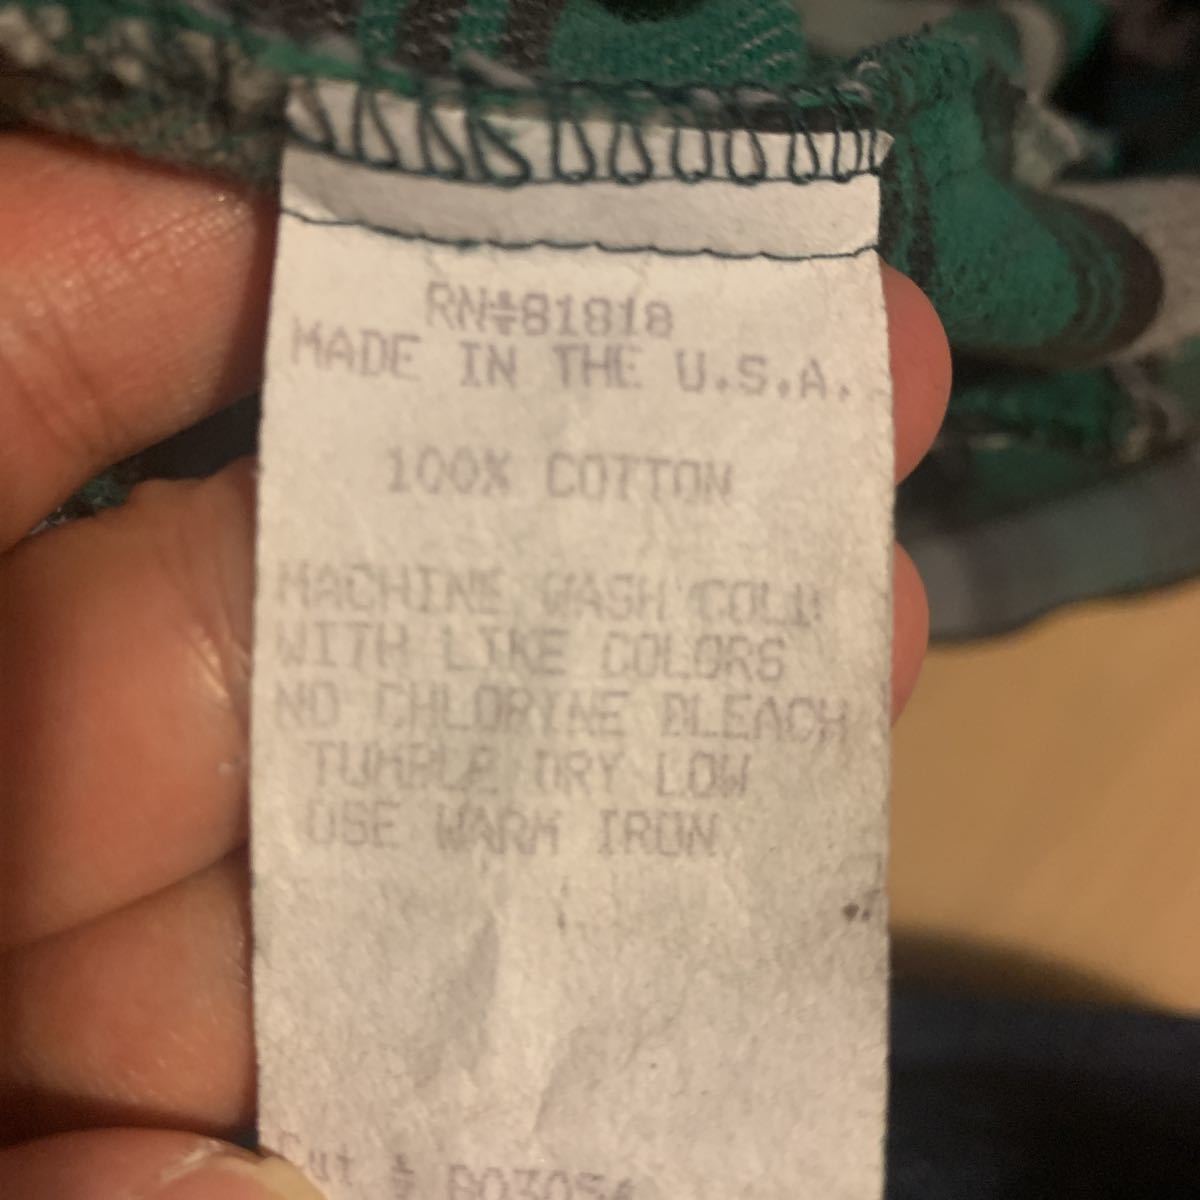 RN#81818
MADE IN THE U.S.A.
100% COTTON
MACHINE WASH COLD
WITH LIKE COLORS
NO CHLORINE BLEACH
TUMBLE DRY LOW
USE WARM IRON
Cut #